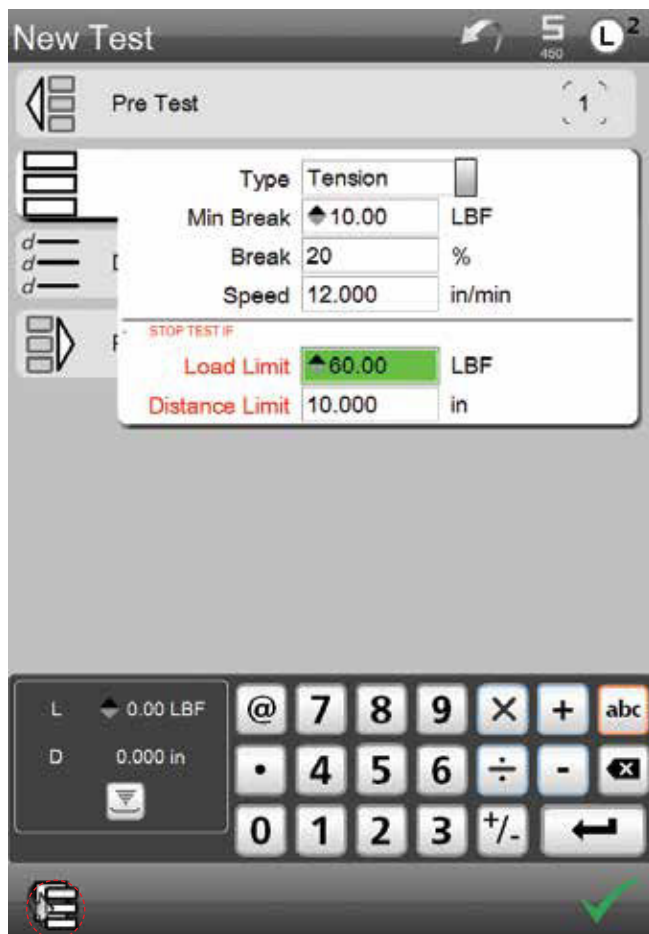 New Test
S
450
L2
Pre Test
1
Type Tension
Min Break 10.00 LBF
d
d
d
D
Break 20 %
Speed 12.000 in/min
STOP TEST IF
Load Limit 60.00 LBF
Distance Limit 10.000 in
L 0.00 LBF
D 0.000 in
@ 7 8 9 × + abc
• 4 5 6 ÷ -
0 1 2 3 +/-